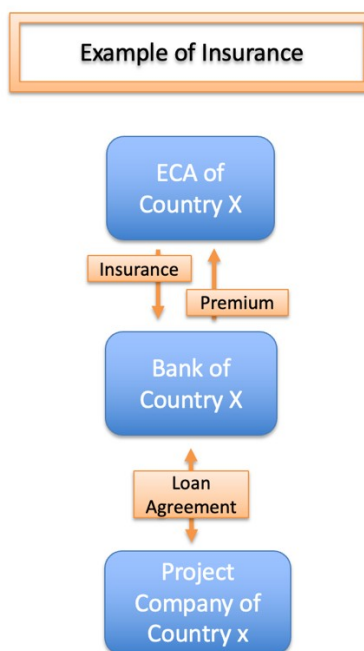 Example of Insurance
ECA of
Country X
Insurance
Premium
Bank of
Country X
Loan
Agreement
Project
Company of
Country x